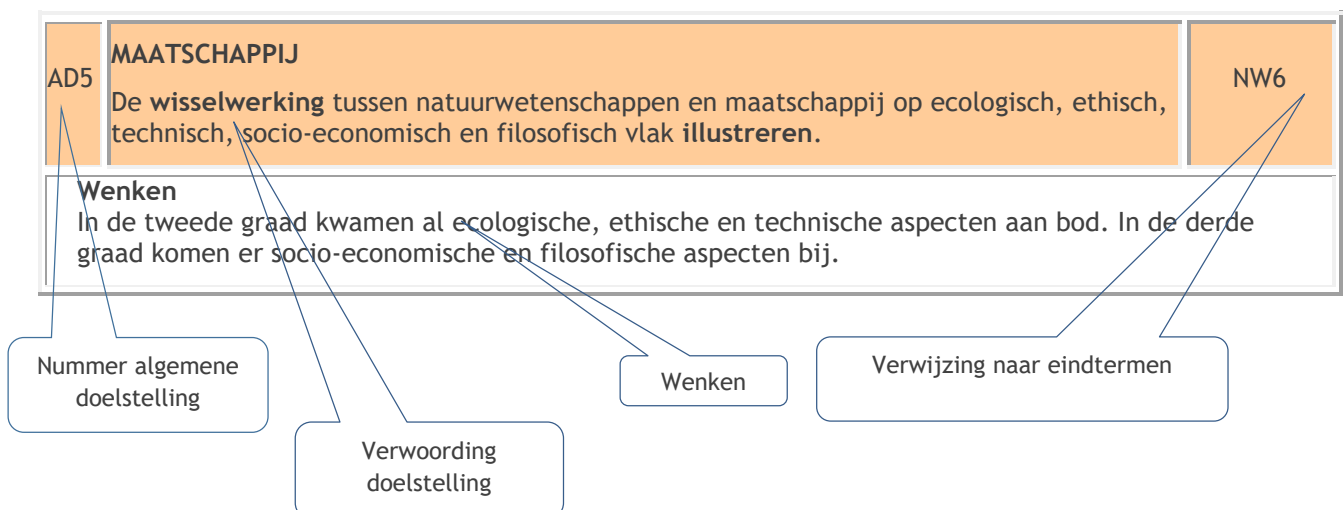 AD5
MAATSCHAPPIJ
De wisselwerking tussen natuurwetenschappen en maatschappij op ecologisch, ethisch,
technisch, socio-economisch en filosofisch vlak illustreren.
NW6
Wenken
In de tweede graad kwamen al ecologische, ethische en technische aspecten aan bod. In de derde
graad komen er socio-economische en filosofische aspecten bij.
Nummer algemene
doelstelling
Verwoording
doelstelling
Wenken
Verwijzing naar eindtermen